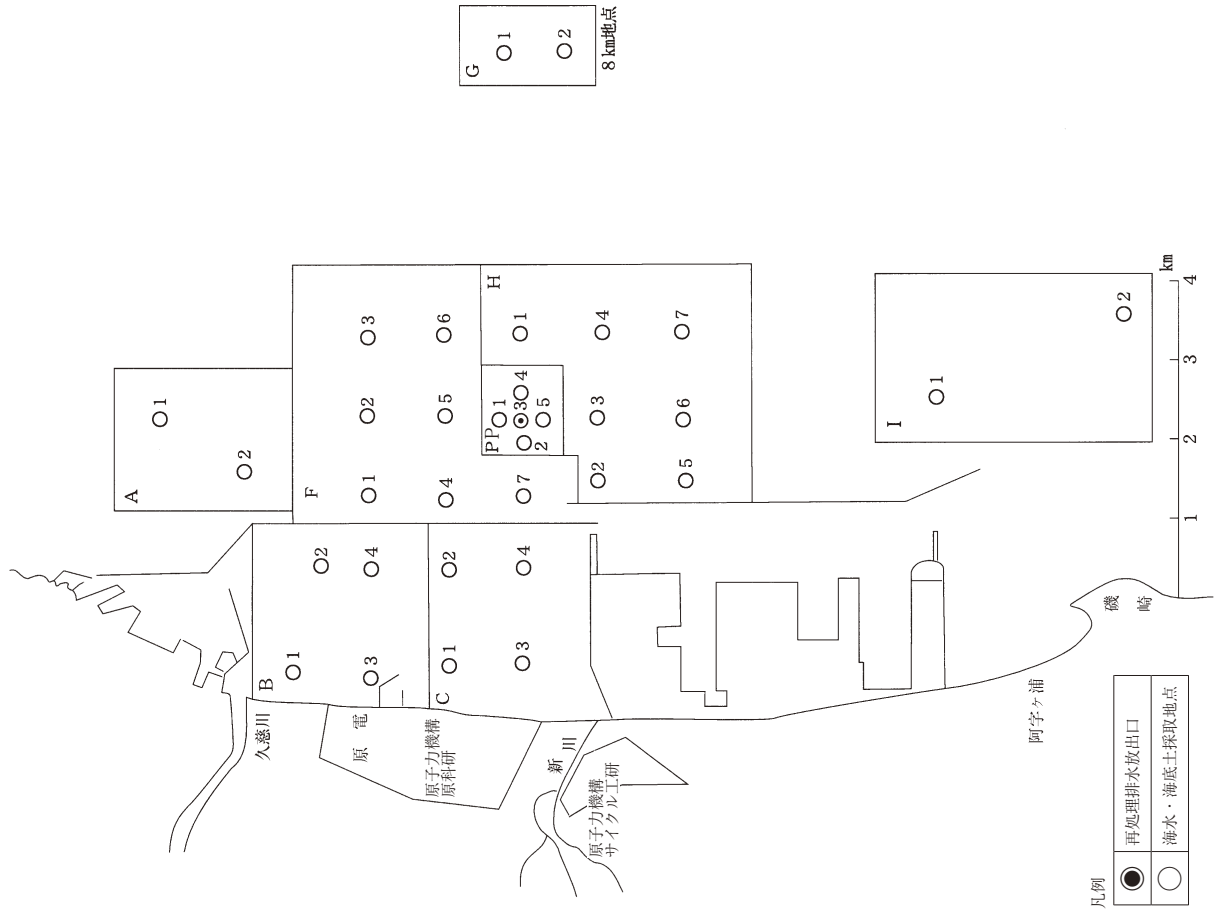 G
1
2
8km地点
A
1
2
F
1
2
3
4
5
6
7
H
1
2
3
4
5
6
7
PP
1
2
3
4
5
B
1
2
3
4
C
1
2
3
4
I
1
2
久慈川
原電
原子力機構
原科研
新川
原子力機構
サイクル工研
阿字ヶ浦
磯崎
km
1
2
3
4
凡例
再処理排水放出口
海水・海底土採取地点